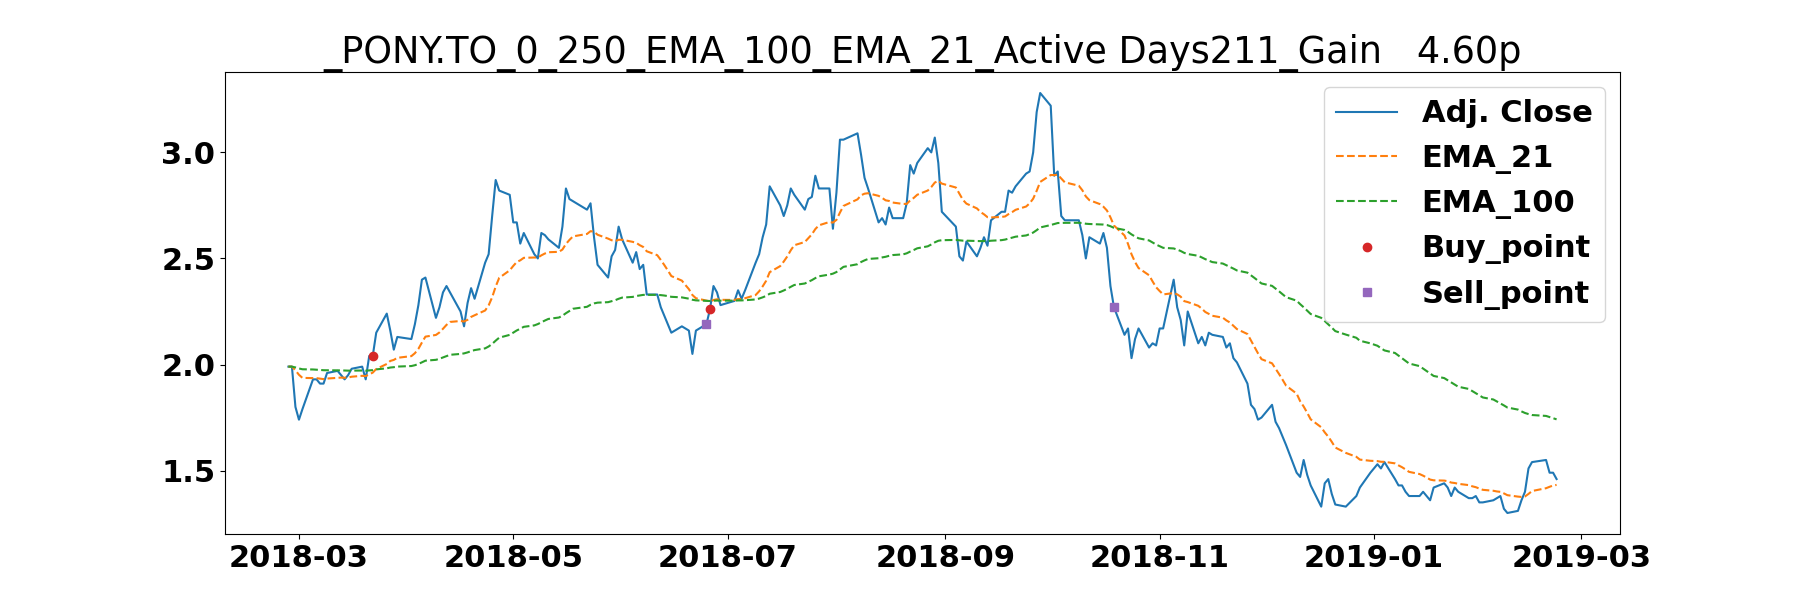 _PONY.TO_0_250_EMA_100_EMA_21_Active Days211_Gain   4.60p
Adj. Close
EMA_21
EMA_100
Buy_point
Sell_point
3.0
2.5
2.0
1.5
2018-03 2018-05 2018-07 2018-09 2018-11 2019-01 2019-03